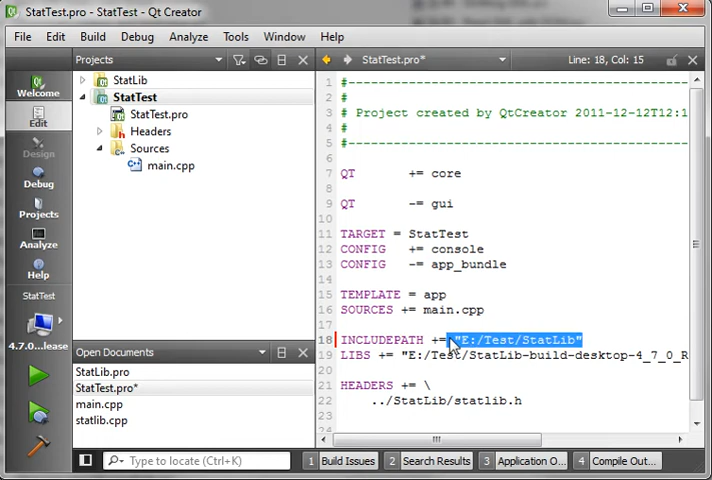 StatTest.pro - StatTest - Qt Creator
File Edit Build Debug Analyze Tools Window Help
Projects
StatTest.pro*
Line: 18, Col: 15
Welcome
Edit
Design
Debug
Projects
Analyze
Help
StatTest
4.7.0...lease
StatLib
StatTest
StatTest.pro
Headers
Sources
main.cpp
Open Documents
StatLib.pro
StatTest.pro*
main.cpp
statlib.cpp
1 #-------------------------------------------------
2 #
3 # Project created by QtCreator 2011-12-12T12:1
4 #
5 #-------------------------------------------------
6
7 QT += core
8
9 QT -= gui
10
11 TARGET = StatTest
12 CONFIG += console
13 CONFIG -= app_bundle
14
15 TEMPLATE = app
16 SOURCES += main.cpp
17
18 INCLUDEPATH += "E:/Test/StatLib"
19 LIBS += "E:/Test/StatLib-build-desktop-4_7_0_R
20
21 HEADERS += \
22 ../StatLib/statlib.h
23
24
Type to locate (Ctrl+K)
1 Build Issues
2 Search Results
3 Application O...
4 Compile Out...